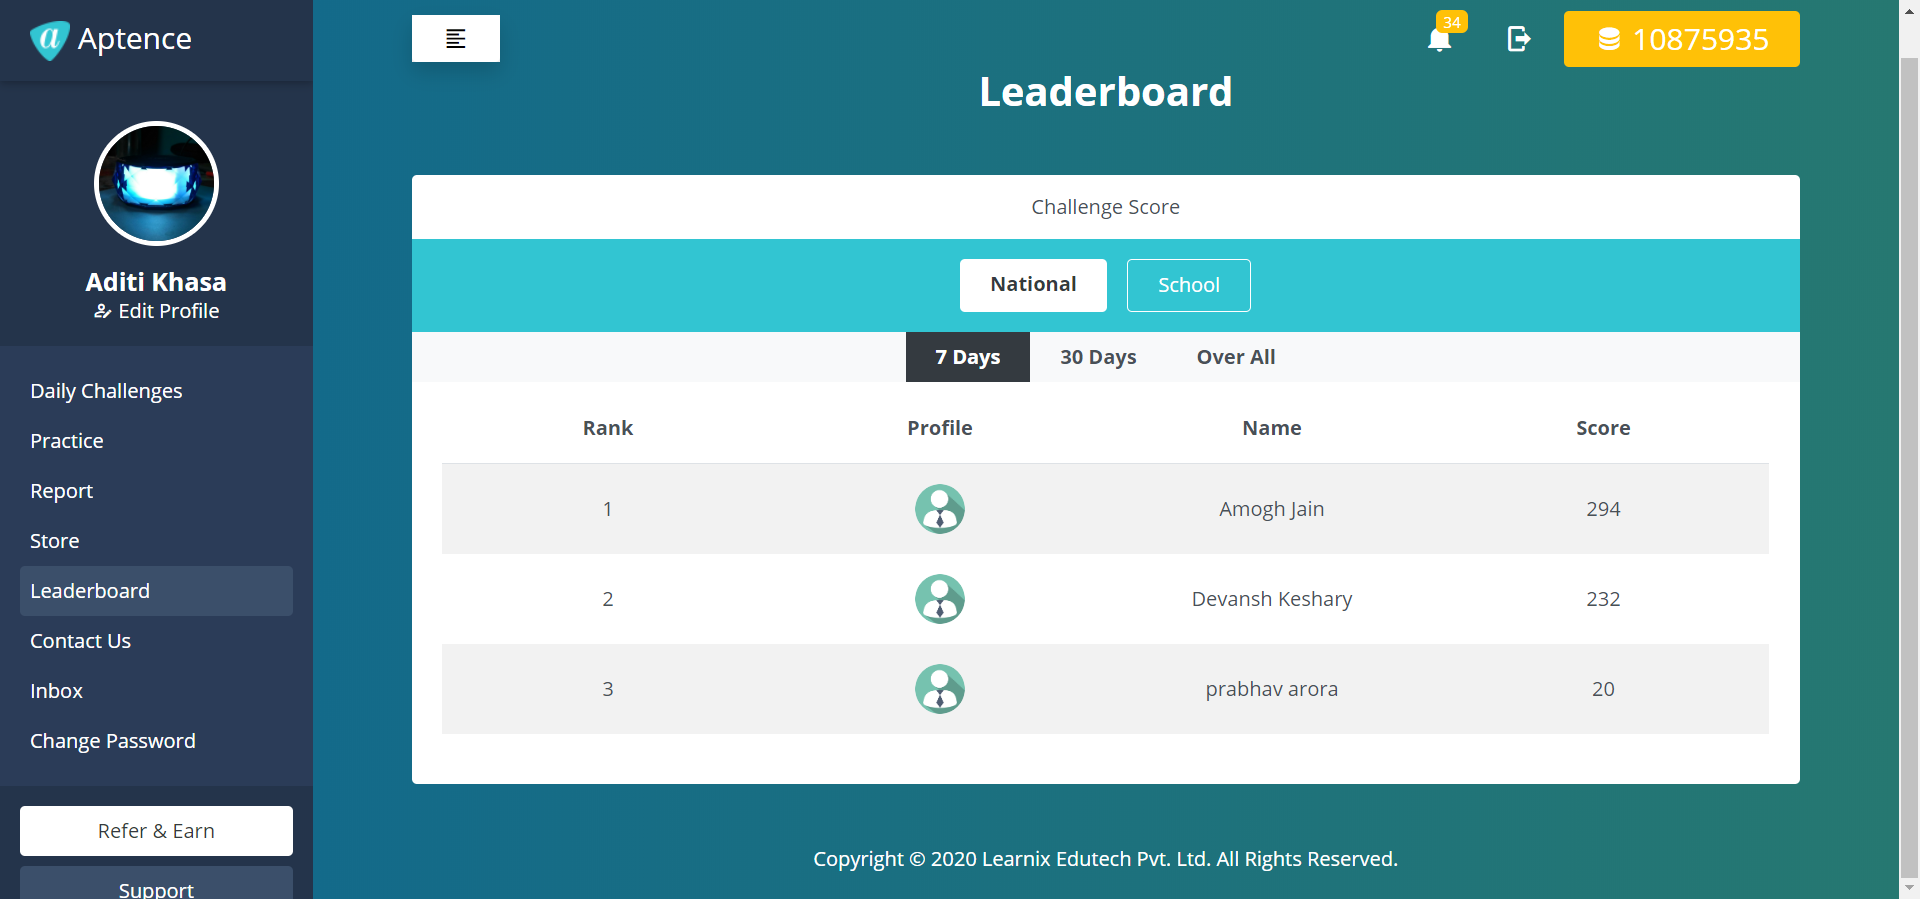 Aptence
Aditi Khasa
Edit Profile
Daily Challenges
Practice
Report
Store
Leaderboard
Contact Us
Inbox
Change Password
Refer & Earn
Support
34
10875935
Leaderboard
Challenge Score
National School
7 Days 30 Days Over All
Rank Profile Name Score
1 Amogh Jain 294
2 Devansh Keshary 232
3 prabhav arora 20
Copyright © 2020 Learnix Edutech Pvt. Ltd. All Rights Reserved.